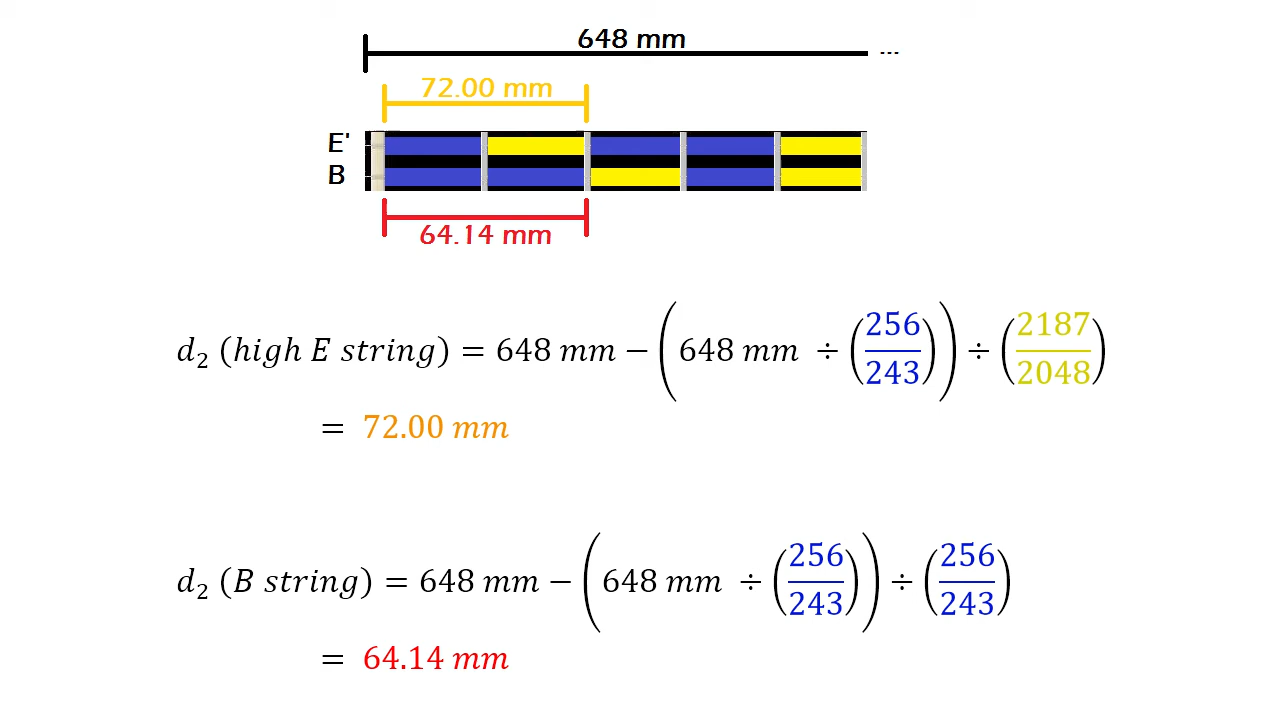 648 mm ...
72.00 mm
E'
B
64.14 mm
d₂ (high E string) = 648 mm − (648 mm ÷ (256/243)) ÷ (2187/2048)
= 72.00 mm
d₂ (B string) = 648 mm − (648 mm ÷ (256/243)) ÷ (256/243)
= 64.14 mm